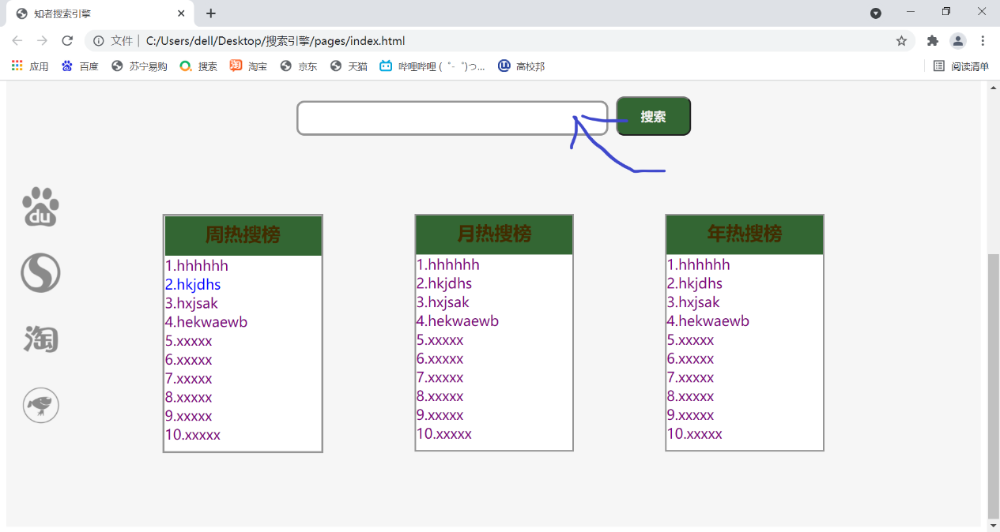 知者搜索引擎
文件 C:/Users/dell/Desktop/搜索引擎/pages/index.html
应用 百度 苏宁易购 搜索 淘宝 京东 天猫 哔哩哔哩 ( ゜- ゜)つ... 高校邦 阅读清单
搜索
du
淘
周热搜榜
1.hhhhhh
2.hkjdhs
3.hxjsak
4.hekwaewb
5.xxxxx
6.xxxxx
7.xxxxx
8.xxxxx
9.xxxxx
10.xxxxx
月热搜榜
1.hhhhhh
2.hkjdhs
3.hxjsak
4.hekwaewb
5.xxxxx
6.xxxxx
7.xxxxx
8.xxxxx
9.xxxxx
10.xxxxx
年热搜榜
1.hhhhhh
2.hkjdhs
3.hxjsak
4.hekwaewb
5.xxxxx
6.xxxxx
7.xxxxx
8.xxxxx
9.xxxxx
10.xxxxx